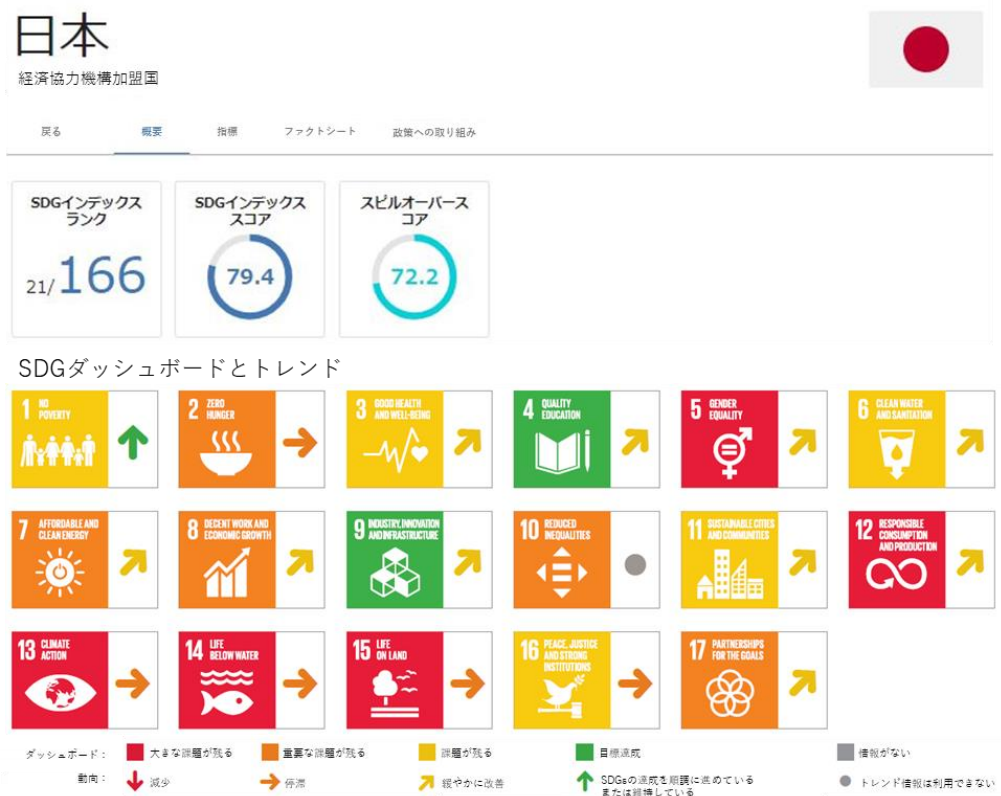 日本
経済協力機構加盟国
戻る 概要 指標 ファクトシート 政策への取り組み
SDGインデックス
ランク
21/166
SDGインデックス
スコア
79.4
スピルオーバース
コア
72.2
SDGダッシュボードとトレンド
1 NO
POVERTY
2 ZERO
HUNGER
3 GOOD HEALTH
AND WELL-BEING
4 QUALITY
EDUCATION
5 GENDER
EQUALITY
6 CLEAN WATER
AND SANITATION
7 AFFORDABLE AND
CLEAN ENERGY
8 DECENT WORK AND
ECONOMIC GROWTH
9 INDUSTRY, INNOVATION
AND INFRASTRUCTURE
10 REDUCED
INEQUALITIES
11 SUSTAINABLE CITIES
AND COMMUNITIES
12 RESPONSIBLE
CONSUMPTION
AND PRODUCTION
13 CLIMATE
ACTION
14 LIFE
BELOW WATER
15 LIFE
ON LAND
16 PEACE, JUSTICE
AND STRONG
INSTITUTIONS
17 PARTNERSHIPS
FOR THE GOALS
ダッシュボード： 大きな課題が残る 重要な課題が残る 課題が残る 目標達成 情報がない
動向： 減少 停滞 緩やかに改善 SDGsの達成を順調に進めている
または維持している
トレンド情報は利用できない